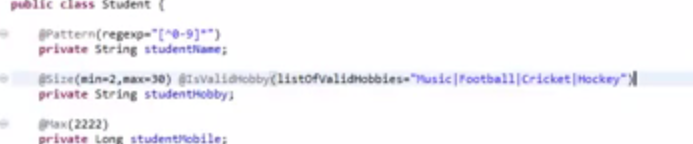 public class Student {
@Pattern(regexp="[^0-9]*")
private String studentName;
@Size(min=2,max=30) @IsValidHobby(listOfValidHobbies="Music|Football|Cricket|Hockey")
private String studentHobby;
@Max(2222)
private Long studentMobile;